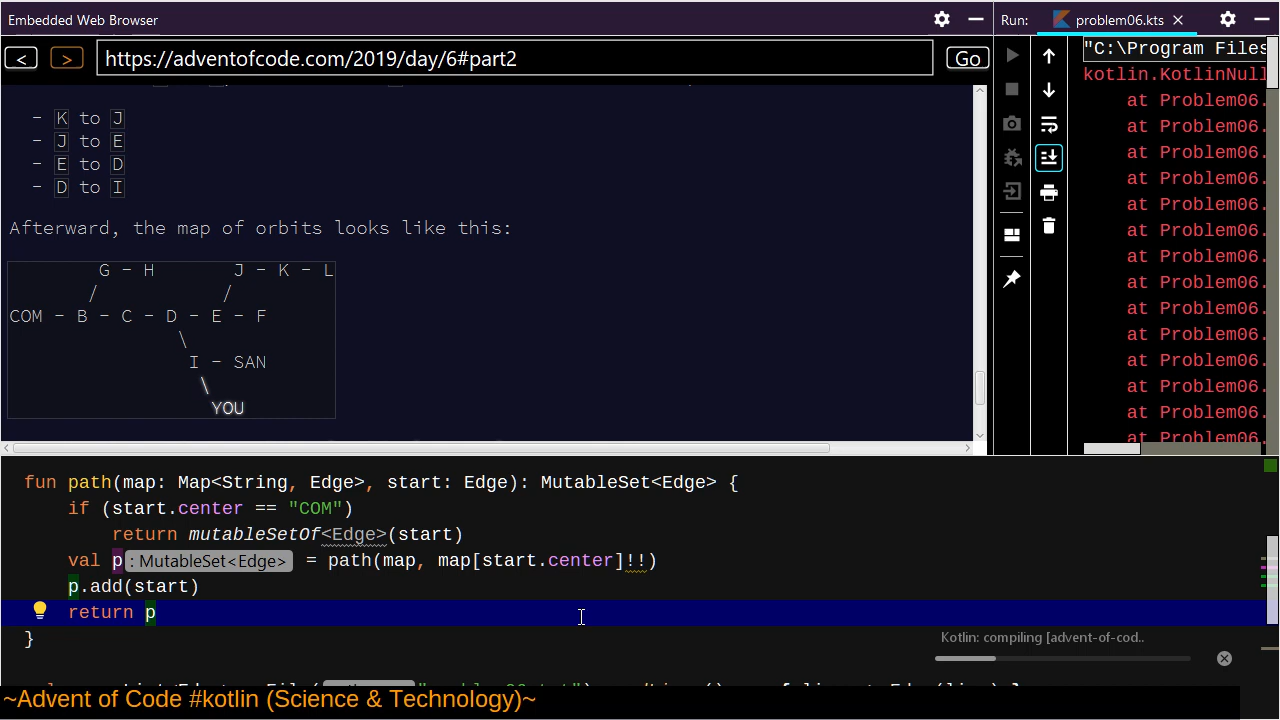 Embedded Web Browser
Run: problem06.kts
< > https://adventofcode.com/2019/day/6#part2 Go
"C:\Program Files
kotlin.KotlinNull
at Problem06.
at Problem06.
at Problem06.
at Problem06.
at Problem06.
at Problem06.
at Problem06.
at Problem06.
at Problem06.
at Problem06.
at Problem06.
at Problem06.
at Problem06.
at Problem06.
- K to J
- J to E
- E to D
- D to I
Afterward, the map of orbits looks like this:
G - H J - K - L
/ /
COM - B - C - D - E - F
\
I - SAN
\
YOU
fun path(map: Map<String, Edge>, start: Edge): MutableSet<Edge> {
if (start.center == "COM")
return mutableSetOf<Edge>(start)
val p : MutableSet<Edge> = path(map, map[start.center]!!)
p.add(start)
return p
}
Kotlin: compiling [advent-of-cod..
~Advent of Code #kotlin (Science & Technology)~